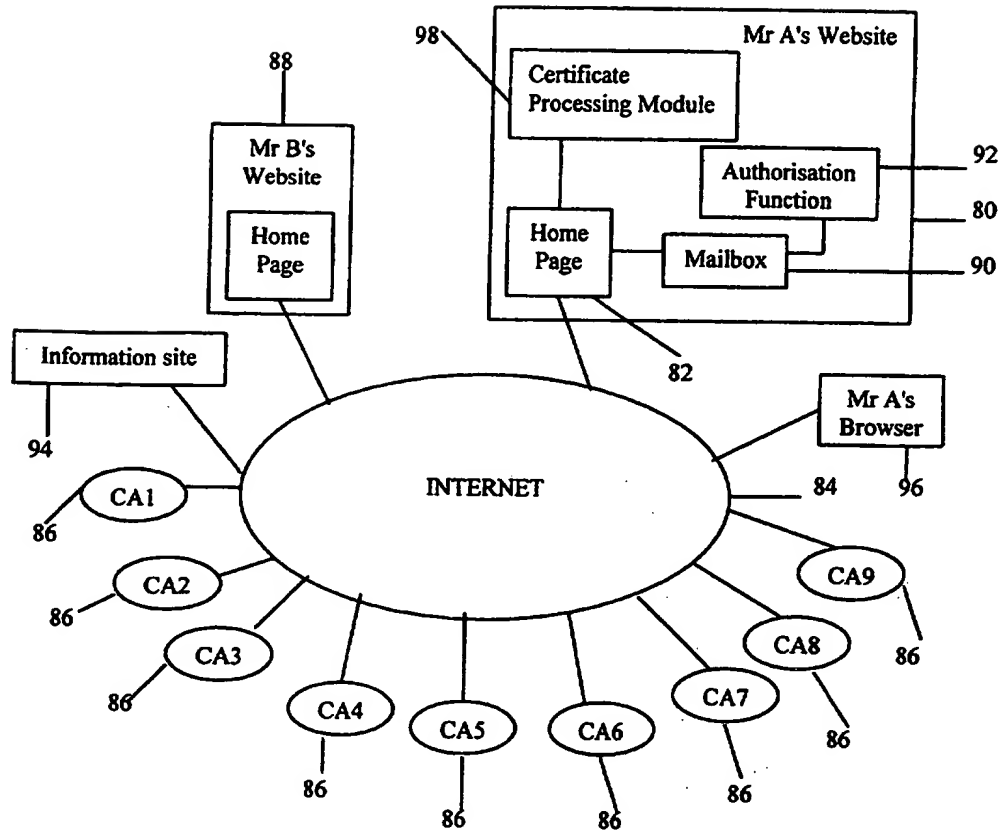 Mr A's Website
98
Certificate
Processing Module
88
Mr B's
Website
92
Authorisation
Function
80
Home
Page
Home
Page
Mailbox
90
Information site
82
Mr A's
Browser
94
INTERNET
84
96
CA1
86
CA9
CA2
86
CA8
86
CA3
86
CA7
CA4
CA5
CA6
86
86
86
86
86